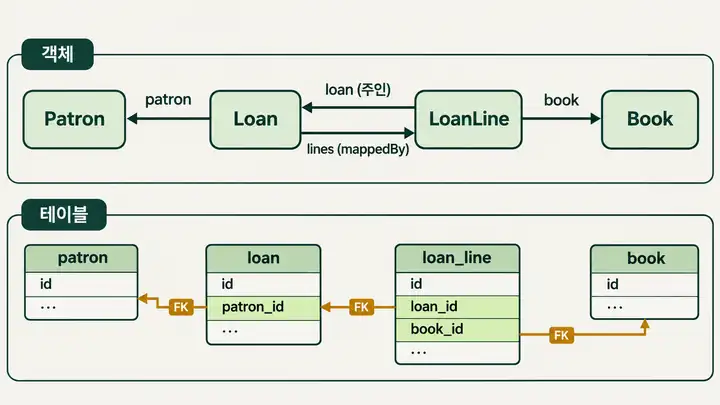 객체
Patron
patron
Loan
loan (주인)
lines (mappedBy)
LoanLine
book
Book
테이블
patron
id
...
FK
loan
id
patron_id
...
FK
loan_line
id
loan_id
book_id
...
FK
book
id
...